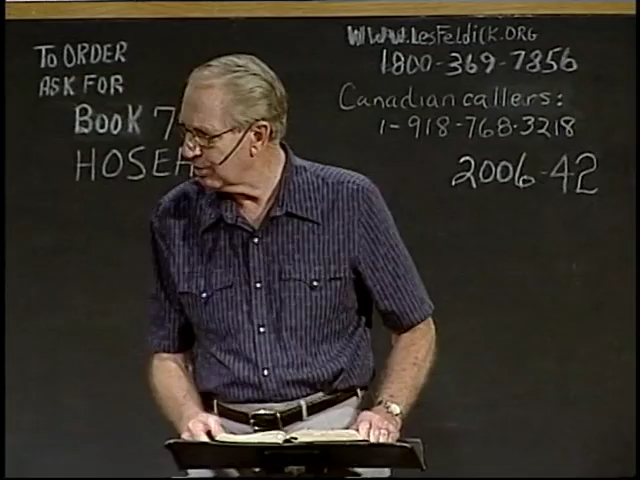 TO ORDER
ASK FOR
BOOK 7
HOSEA
WWW.LesFeldicK.ORG
1800-369-7856
Canadian callers:
1-918-768-3218
2006-42